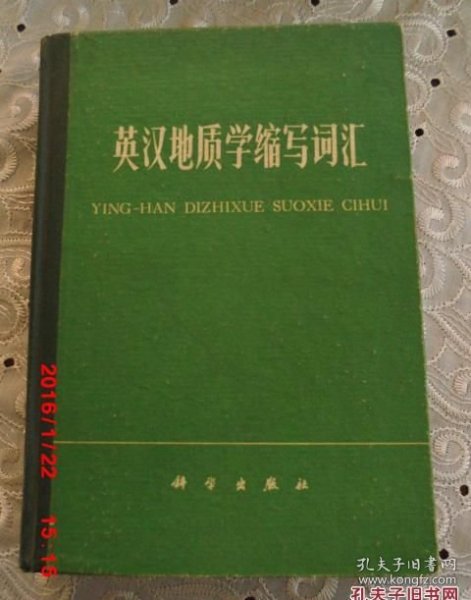 英汉地质学缩写词汇
YING-HAN DIZHIXUE SUOXIE CIHUI
科学出版社
2016/1/22 15:18
孔夫子旧书网
www.kongfz.com
孔夫子旧书网